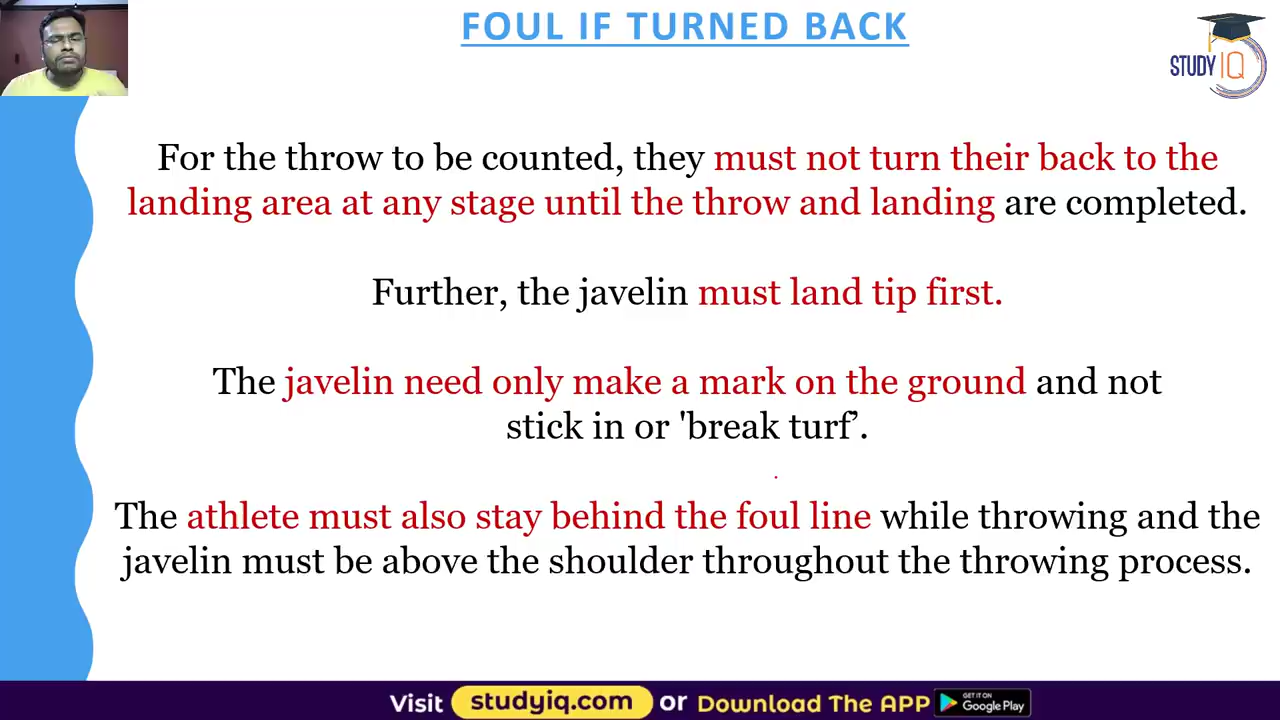 FOUL IF TURNED BACK
STUDY IQ
For the throw to be counted, they must not turn their back to the
landing area at any stage until the throw and landing are completed.
Further, the javelin must land tip first.
The javelin need only make a mark on the ground and not
stick in or 'break turf’.
The athlete must also stay behind the foul line while throwing and the
javelin must be above the shoulder throughout the throwing process.
Visit studyiq.com or Download The APP GET IT ON Google Play